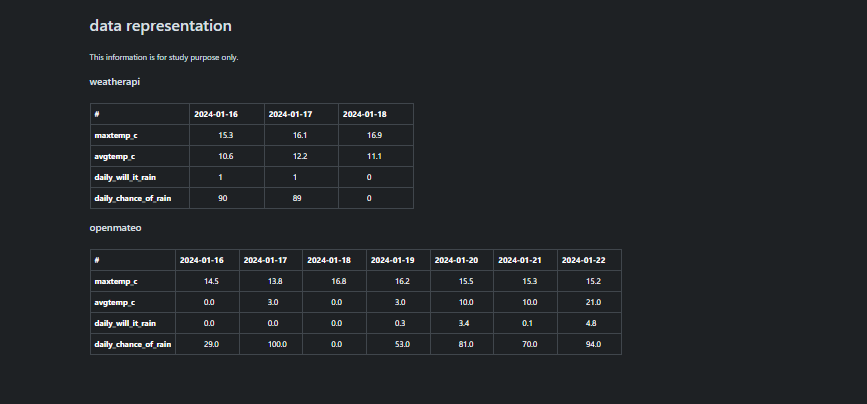 data representation
This information is for study purpose only.
weatherapi
# 2024-01-16 2024-01-17 2024-01-18
maxtemp_c 15.3 16.1 16.9
avgtemp_c 10.6 12.2 11.1
daily_will_it_rain 1 1 0
daily_chance_of_rain 90 89 0
openmateo
# 2024-01-16 2024-01-17 2024-01-18 2024-01-19 2024-01-20 2024-01-21 2024-01-22
maxtemp_c 14.5 13.8 16.8 16.2 15.5 15.3 15.2
avgtemp_c 0.0 3.0 0.0 3.0 10.0 10.0 21.0
daily_will_it_rain 0.0 0.0 0.0 0.3 3.4 0.1 4.8
daily_chance_of_rain 29.0 100.0 0.0 53.0 81.0 70.0 94.0